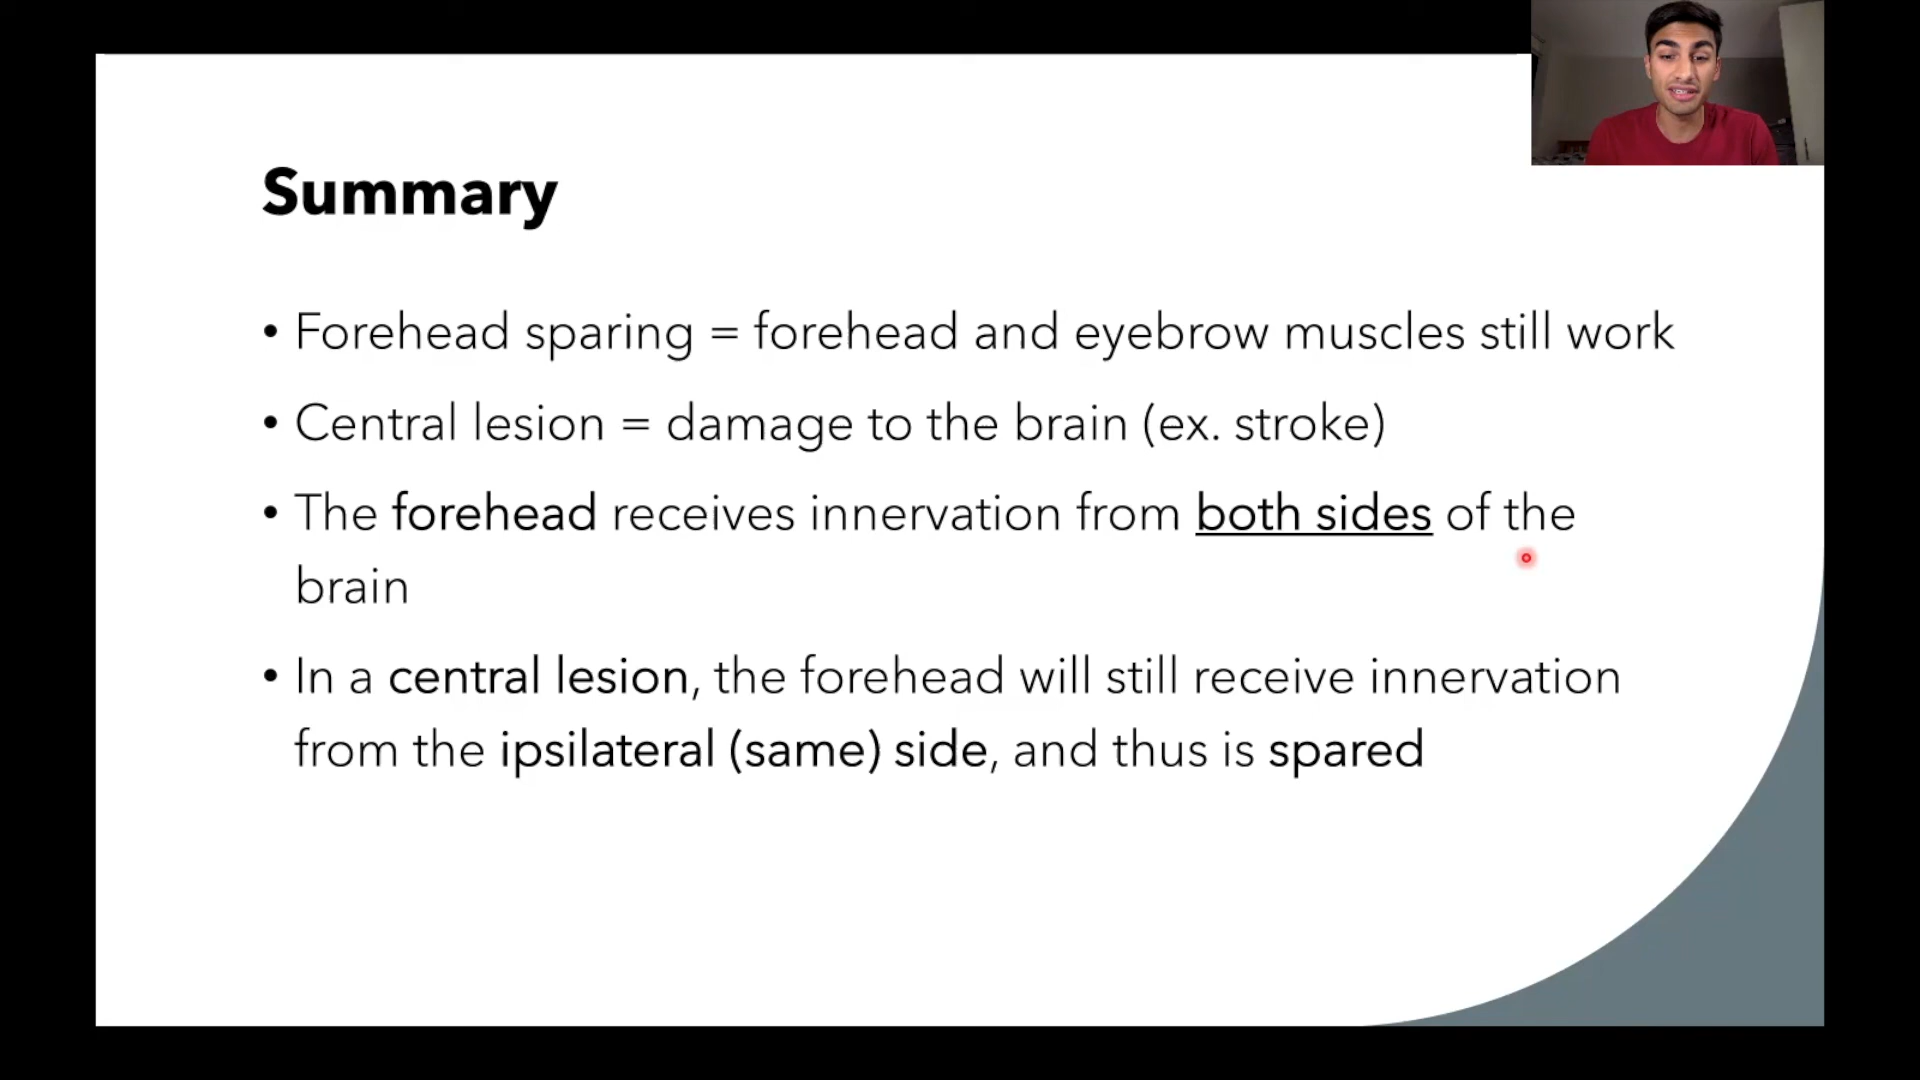 Summary
• Forehead sparing = forehead and eyebrow muscles still work
• Central lesion = damage to the brain (ex. stroke)
• The forehead receives innervation from both sides of the
brain
• In a central lesion, the forehead will still receive innervation
from the ipsilateral (same) side, and thus is spared